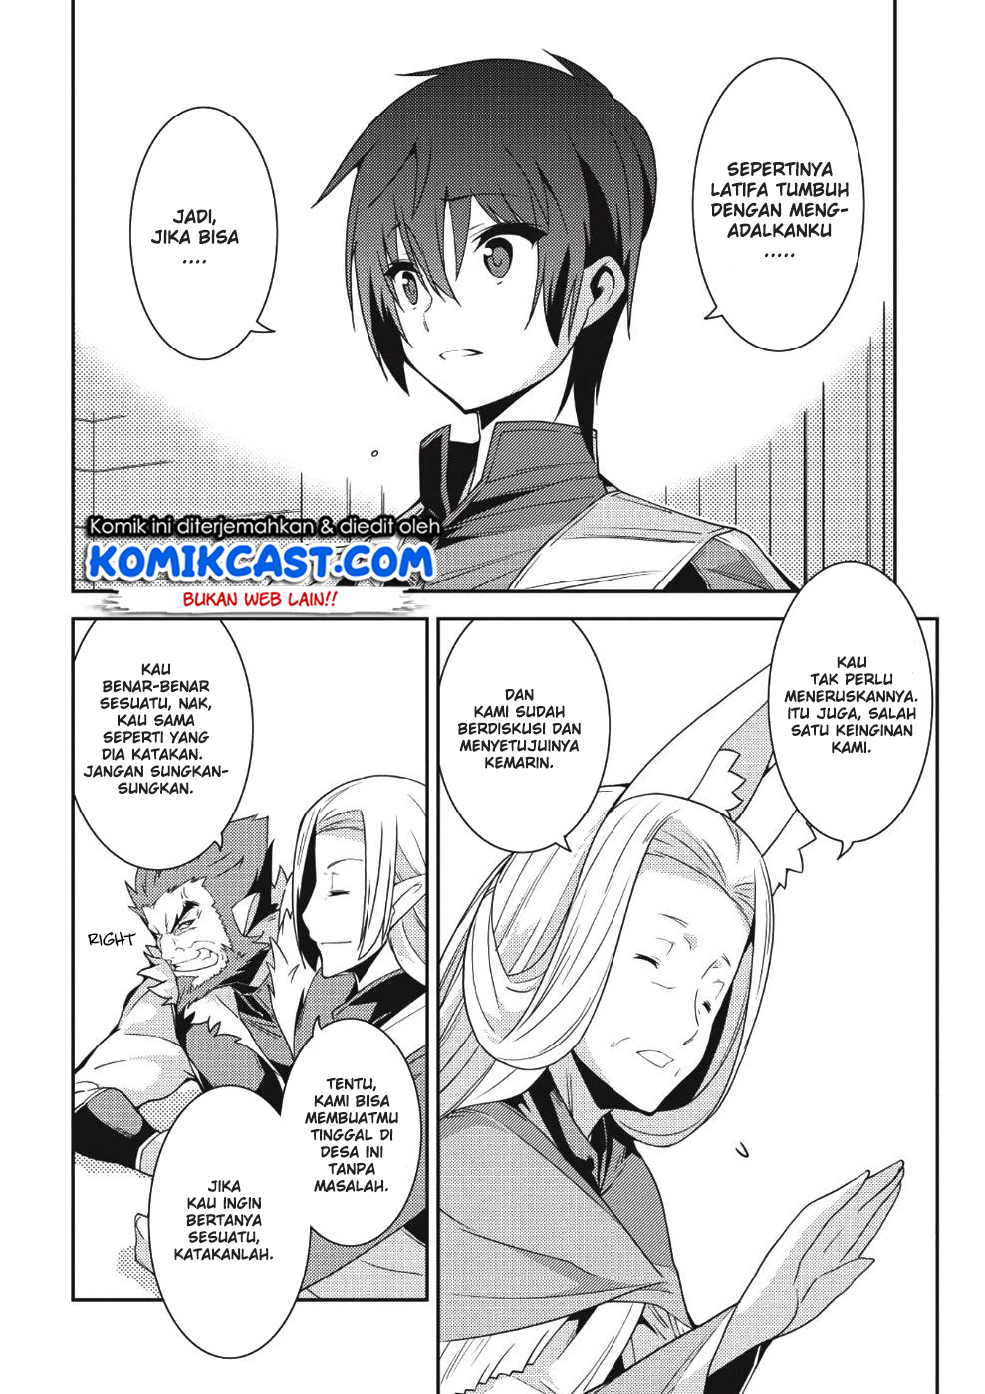 SEPERTINYA
LATIFA TUMBUH
DENGAN MENG-
ADALKANKU
.....
JADI,
JIKA BISA
....
Komik ini diterjemahkan & diedit oleh
KOMIKCAST.COM
BUKAN WEB LAIN!!
KAU
TAK PERLU
MENERUSKANNYA.
ITU JUGA, SALAH
SATU KEINGINAN
KAMI.
DAN
KAMI SUDAH
BERDISKUSI DAN
MENYETUJUINYA
KEMARIN.
KAU
BENAR-BENAR
SESUATU, NAK,
KAU SAMA
SEPERTI YANG
DIA KATAKAN.
JANGAN SUNGKAN-
SUNGKAN.
RIGHT
TENTU,
KAMI BISA
MEMBUATMU
TINGGAL DI
DESA INI
TANPA
MASALAH.
JIKA
KAU INGIN
BERTANYA
SESUATU,
KATAKANLAH.